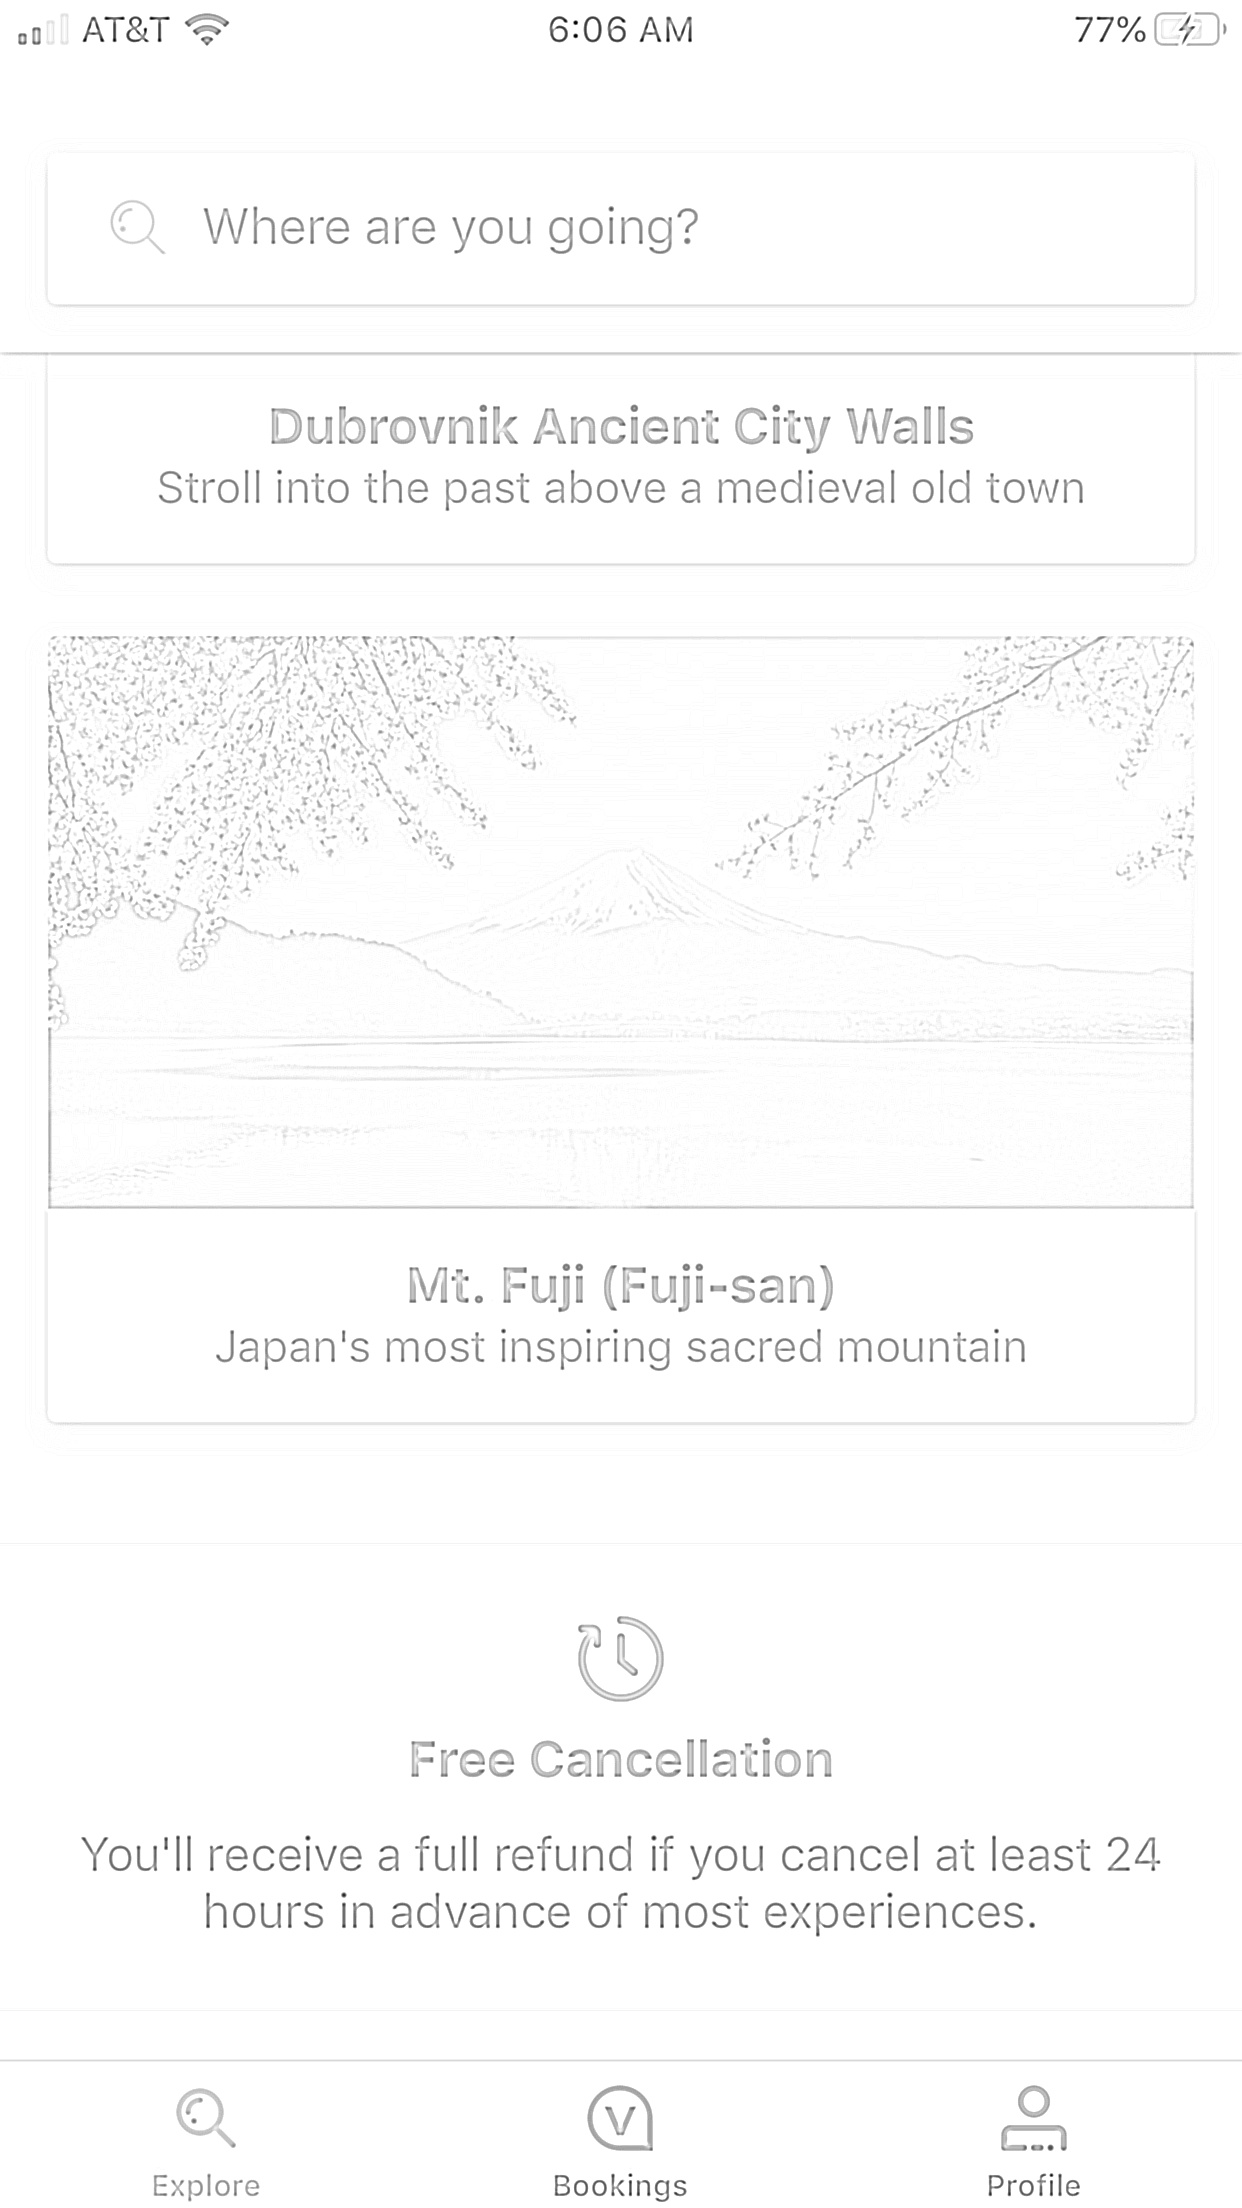 AT&T 6:06 AM 77%
Where are you going?
Dubrovnik Ancient City Walls
Stroll into the past above a medieval old town
Mt. Fuji (Fuji-san)
Japan's most inspiring sacred mountain
Free Cancellation
You'll receive a full refund if you cancel at least 24
hours in advance of most experiences.
Explore Bookings Profile